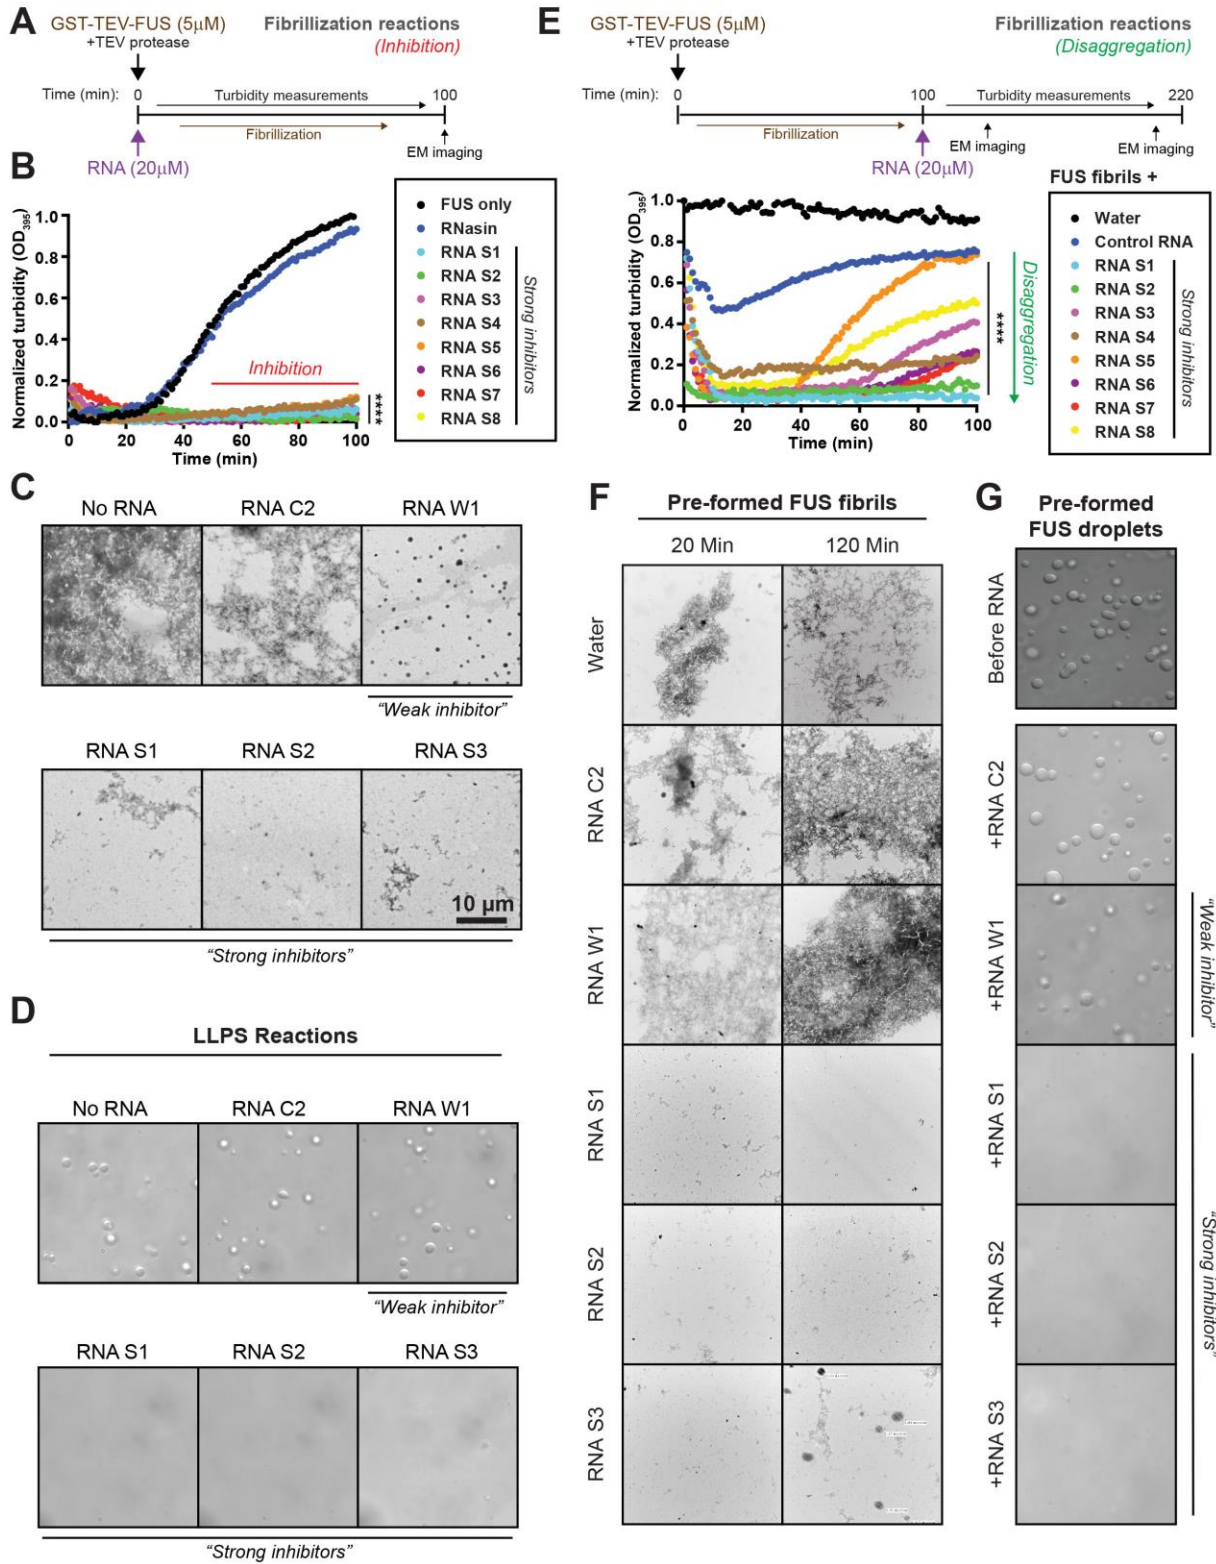 A
GST-TEV-FUS (5μM)
+TEV protease
Fibrillization reactions
(Inhibition)
Time (min):
0
Turbidity measurements
100
Fibrillization
RNA (20μM)
EM imaging
B
Normalized turbidity (OD395)
1.0
0.8
0.6
0.4
0.2
0.0
0
20
40
60
80
100
Time (min)
Inhibition
****
FUS only
RNasin
RNA S1
RNA S2
RNA S3
RNA S4
RNA S5
RNA S6
RNA S7
RNA S8
Strong inhibitors
C
No RNA
RNA C2
RNA W1
"Weak inhibitor"
RNA S1
RNA S2
RNA S3
10 μm
"Strong inhibitors"
D
LLPS Reactions
No RNA
RNA C2
RNA W1
"Weak inhibitor"
RNA S1
RNA S2
RNA S3
"Strong inhibitors"
E
GST-TEV-FUS (5μM)
+TEV protease
Fibrillization reactions
(Disaggregation)
Time (min):
0
100
Turbidity measurements
220
Fibrillization
EM imaging
EM imaging
RNA (20μM)
FUS fibrils +
Normalized turbidity (OD395)
1.0
0.8
0.6
0.4
0.2
0.0
0
20
40
60
80
100
Time (min)
****
Disaggregation
Water
Control RNA
RNA S1
RNA S2
RNA S3
RNA S4
RNA S5
RNA S6
RNA S7
RNA S8
Strong inhibitors
F
Pre-formed FUS fibrils
20 Min
120 Min
Water
RNA C2
RNA W1
RNA S1
RNA S2
RNA S3
G
Pre-formed
FUS droplets
Before RNA
+RNA C2
+RNA W1
+RNA S1
+RNA S2
+RNA S3
"Weak inhibitor"
"Strong inhibitors"